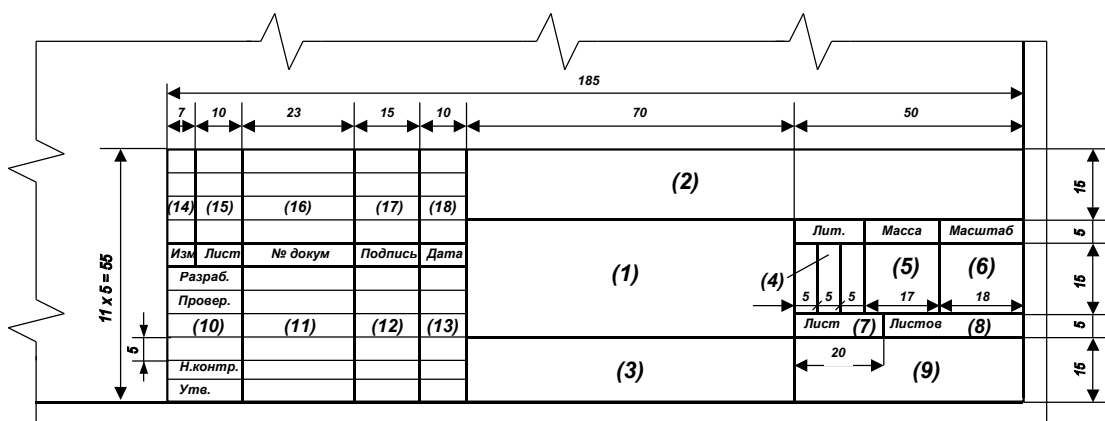 185
7 10 23 15 10 70 50
(2)
15
(14) (15) (16) (17) (18)
Лит. Масса Масштаб
5
Изм Лист № докум Подпись Дата
11 x 5 = 55
Разраб.
(1)
(4)
(5) (6)
15
Провер.
5 5 5 17 18
(10) (11) (12) (13)
Лист (7) Листов (8)
5
5
20
Н.контр.
(3)
(9)
15
Утв.